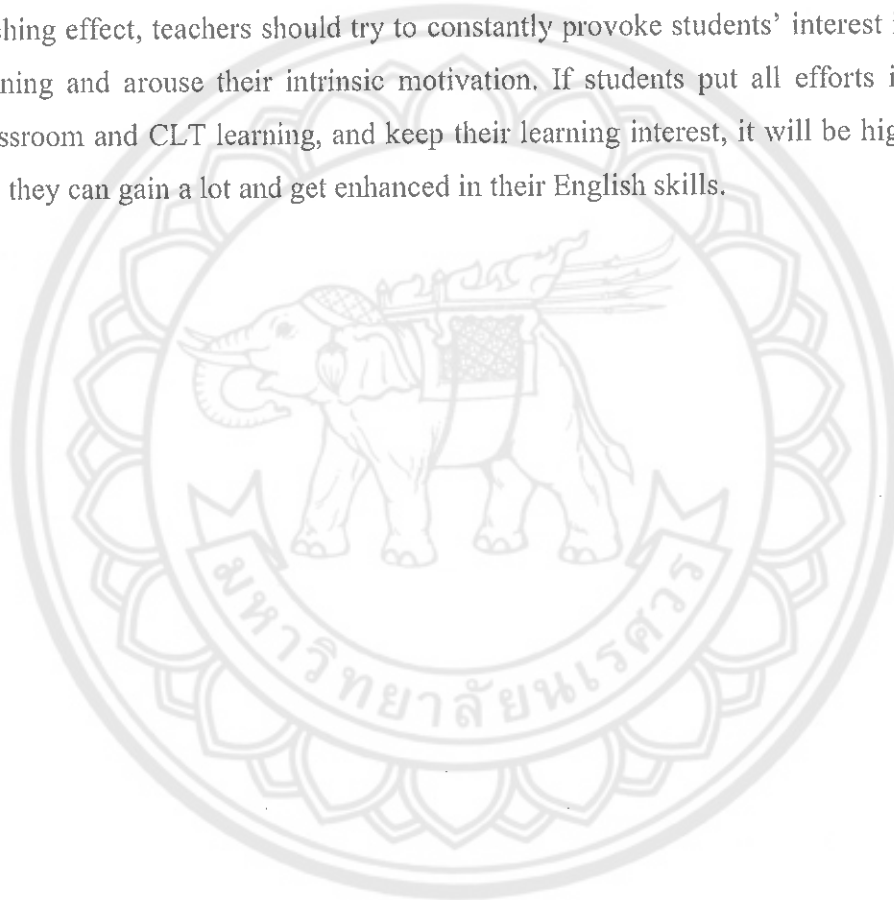 shing effect, teachers should try to constantly provoke students' interest
ning and arouse their intrinsic motivation. If students put all efforts
ssroom and CLT learning, and keep their learning interest, it will be
they can gain a lot and get enhanced in their English skills.
มหาวิทยาลัยนเรศวร